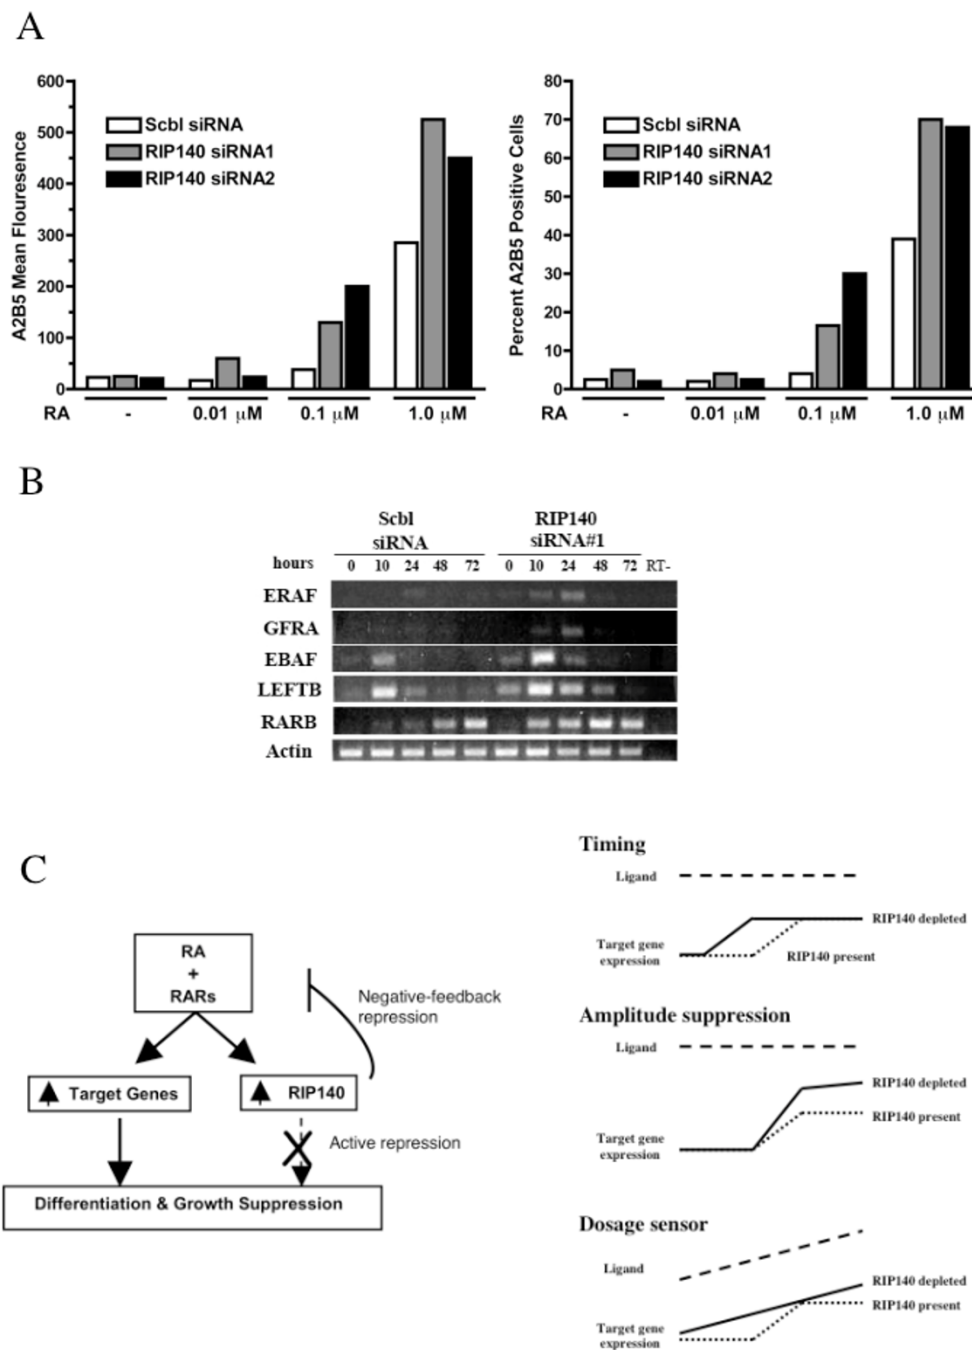 A
A2B5 Mean Flouresence
600
500
400
300
200
100
0
Scbl siRNA
RIP140 siRNA1
RIP140 siRNA2
RA
-
0.01 μM
0.1 μM
1.0 μM
Percent A2B5 Positive Cells
80
70
60
50
40
30
20
10
0
Scbl siRNA
RIP140 siRNA1
RIP140 siRNA2
RA
-
0.01 μM
0.1 μM
1.0 μM
B
Scbl
siRNA
RIP140
siRNA#1
hours 0 10 24 48 72 0 10 24 48 72 RT-
ERAF
GFRA
EBAF
LEFTB
RARB
Actin
C
RA
+
RARs
Negative-feedback
repression
Target Genes
RIP140
Active repression
Differentiation & Growth Suppression
Timing
Ligand
Target gene
expression
RIP140 depleted
RIP140 present
Amplitude suppression
Ligand
RIP140 depleted
RIP140 present
Target gene
expression
Dosage sensor
Ligand
RIP140 depleted
RIP140 present
Target gene
expression